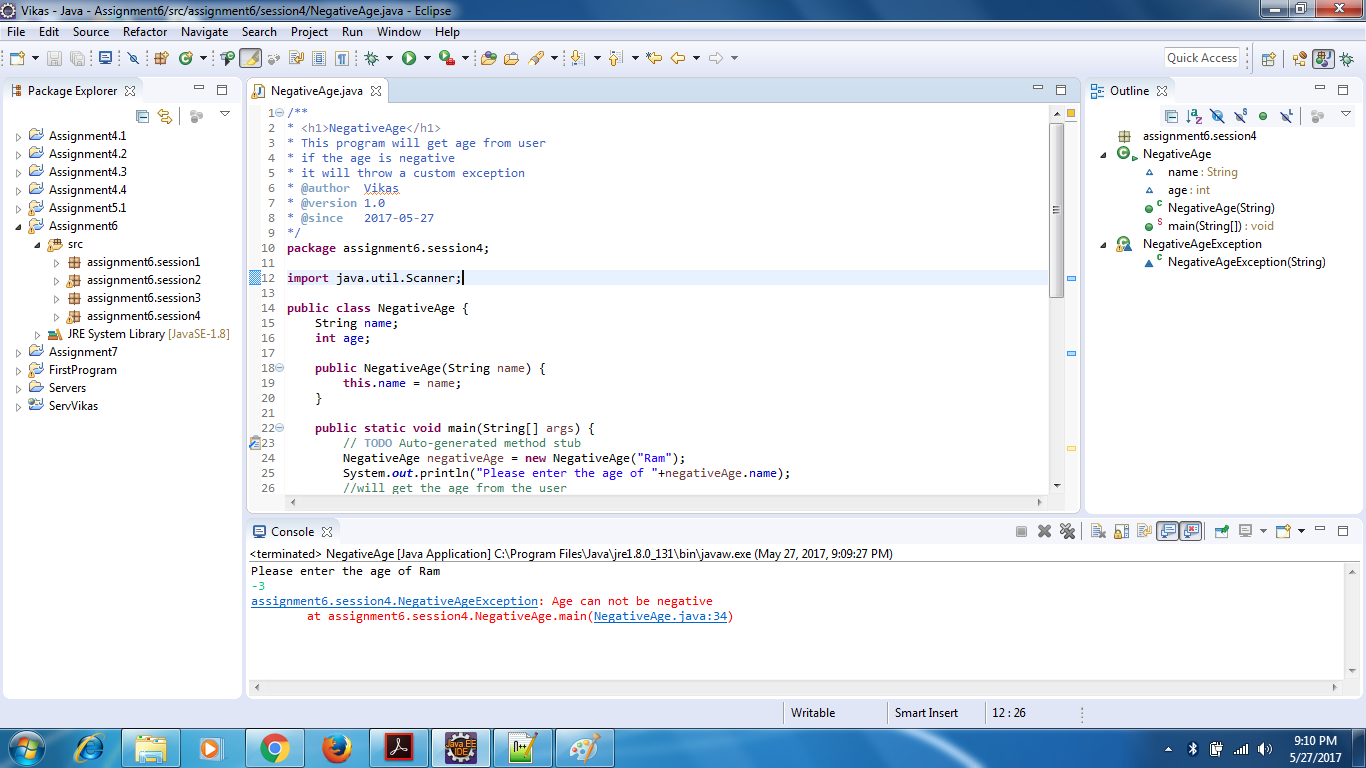 Vikas - Java - Assignment6/src/assignment6/session4/NegativeAge.java - Eclipse
File Edit Source Refactor Navigate Search Project Run Window Help
Quick Access
Package Explorer
Assignment4.1
Assignment4.2
Assignment4.3
Assignment4.4
Assignment5.1
Assignment6
src
assignment6.session1
assignment6.session2
assignment6.session3
assignment6.session4
JRE System Library [JavaSE-1.8]
Assignment7
FirstProgram
Servers
ServVikas
NegativeAge.java
1 /**
2 * <h1>NegativeAge</h1>
3 * This program will get age from user
4 * if the age is negative
5 * it will throw a custom exception
6 * @author Vikas
7 * @version 1.0
8 * @since 2017-05-27
9 */
10 package assignment6.session4;
11
12 import java.util.Scanner;
13
14 public class NegativeAge {
15 String name;
16 int age;
17
18 public NegativeAge(String name) {
19 this.name = name;
20 }
21
22 public static void main(String[] args) {
23 // TODO Auto-generated method stub
24 NegativeAge negativeAge = new NegativeAge("Ram");
25 System.out.println("Please enter the age of "+negativeAge.name);
26 //will get the age from the user
Outline
assignment6.session4
NegativeAge
name : String
age : int
NegativeAge(String)
main(String[]) : void
NegativeAgeException
NegativeAgeException(String)
Console
<terminated> NegativeAge [Java Application] C:\Program Files\Java\jre1.8.0_131\bin\javaw.exe (May 27, 2017, 9:09:27 PM)
Please enter the age of Ram
-3
assignment6.session4.NegativeAgeException: Age can not be negative
at assignment6.session4.NegativeAge.main(NegativeAge.java:34)
Writable Smart Insert 12 : 26
Java EE
IDE
9:10 PM
5/27/2017